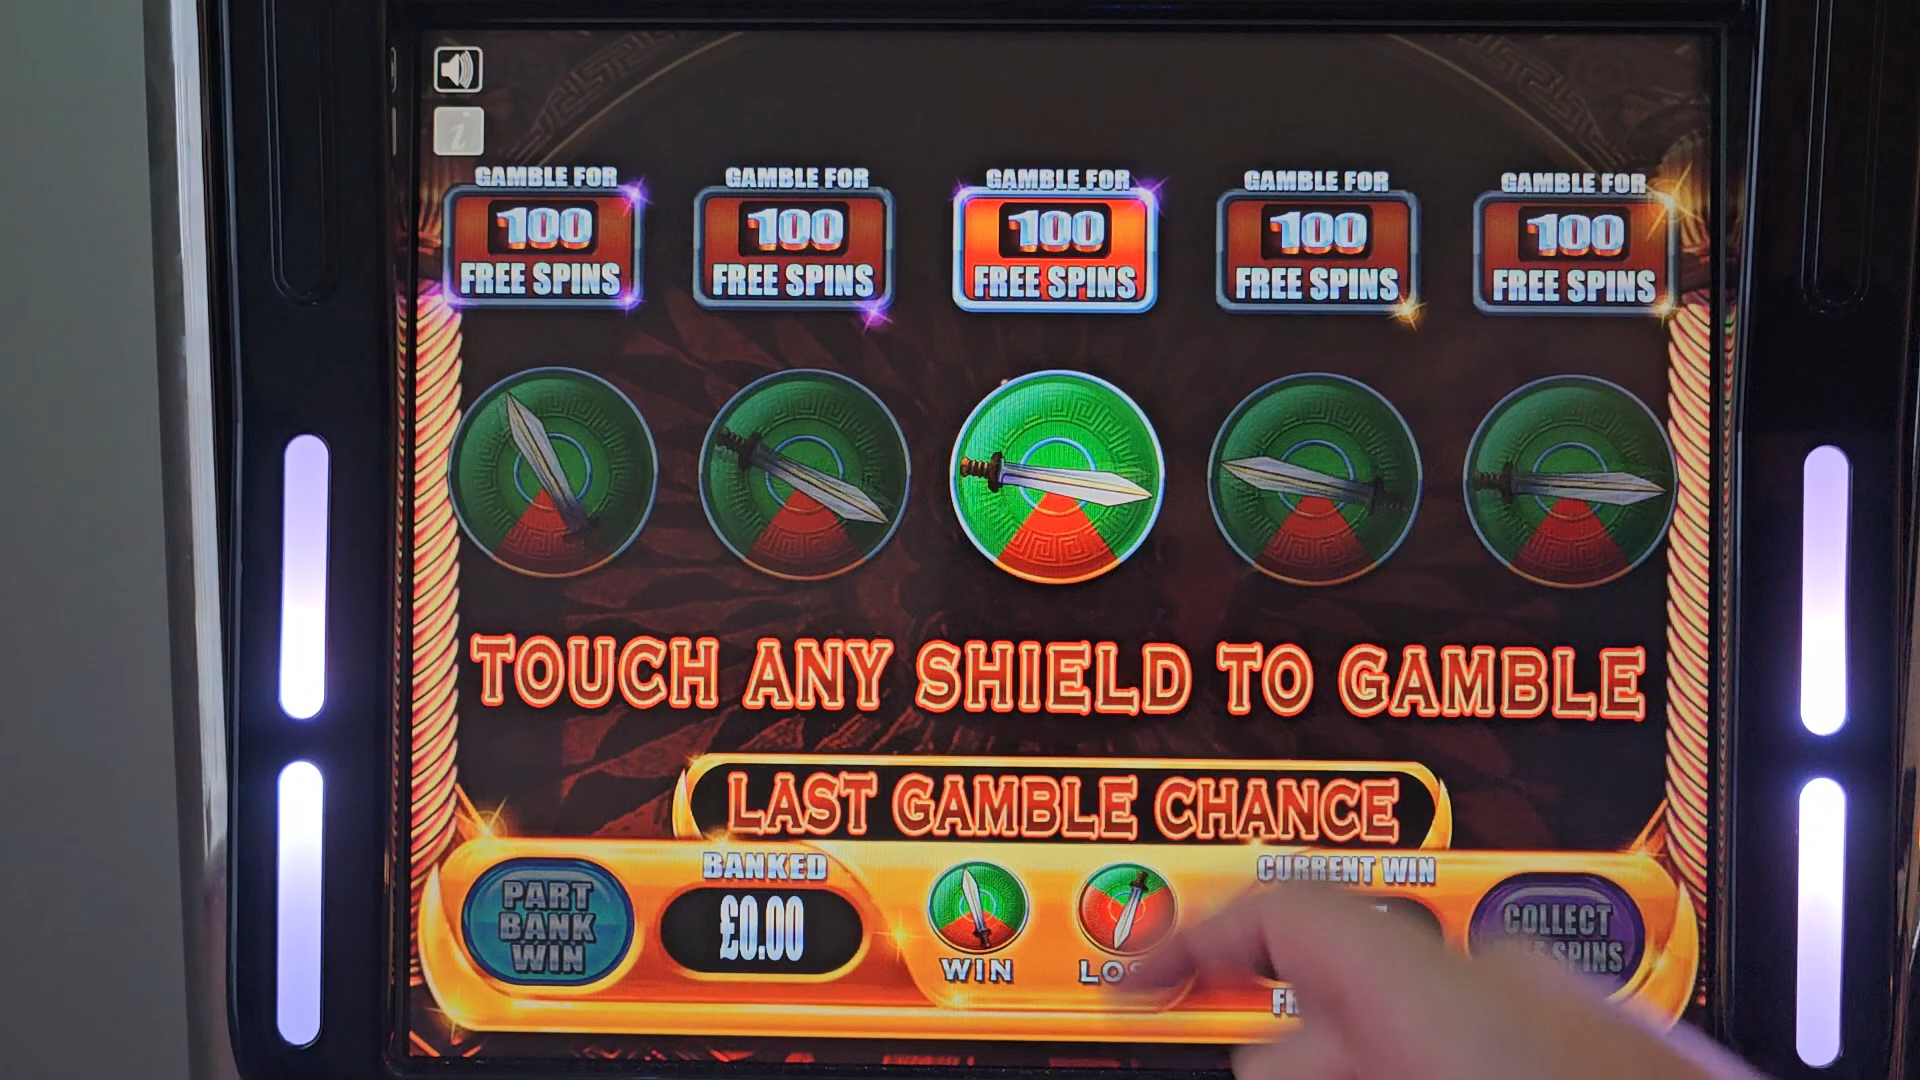 GAMBLE FOR
100
FREE SPINS
GAMBLE FOR
100
FREE SPINS
GAMBLE FOR
100
FREE SPINS
GAMBLE FOR
100
FREE SPINS
GAMBLE FOR
100
FREE SPINS
TOUCH ANY SHIELD TO GAMBLE
LAST GAMBLE CHANCE
PART
BANK
WIN
BANKED
£0.00
WIN
CURRENT WIN
COLLECT
SPINS